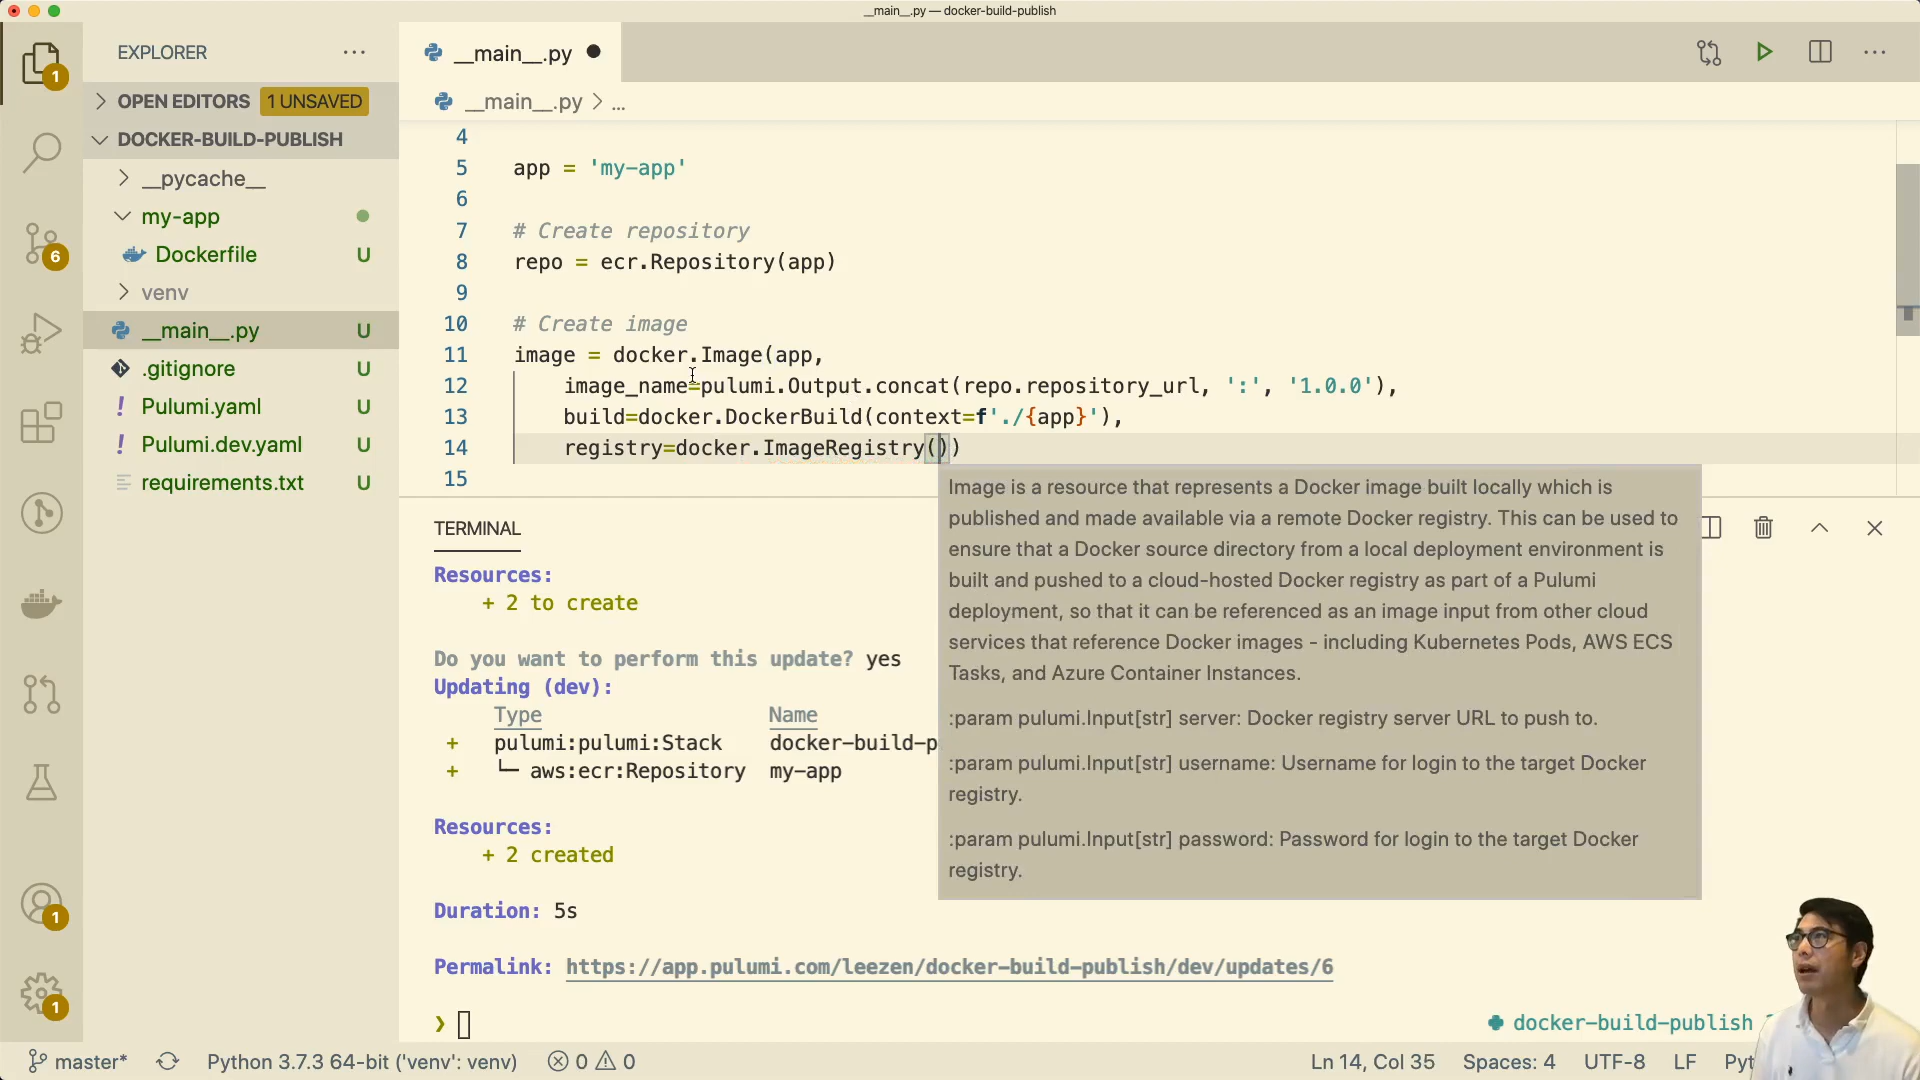 __main__.py — docker-build-publish
EXPLORER
__main__.py
OPEN EDITORS 1 UNSAVED
__main__.py > ...
DOCKER-BUILD-PUBLISH
__pycache__
my-app
Dockerfile U
venv
__main__.py U
.gitignore U
Pulumi.yaml U
Pulumi.dev.yaml U
requirements.txt U
1
6
1
1
4
5 app = 'my-app'
6
7 # Create repository
8 repo = ecr.Repository(app)
9
10 # Create image
11 image = docker.Image(app,
12 image_name=pulumi.Output.concat(repo.repository_url, ':', '1.0.0'),
13 build=docker.DockerBuild(context=f'./{app}'),
14 registry=docker.ImageRegistry())
15
Image is a resource that represents a Docker image built locally which is
published and made available via a remote Docker registry. This can be used to
ensure that a Docker source directory from a local deployment environment is
built and pushed to a cloud-hosted Docker registry as part of a Pulumi
deployment, so that it can be referenced as an image input from other cloud
services that reference Docker images - including Kubernetes Pods, AWS ECS
Tasks, and Azure Container Instances.
:param pulumi.Input[str] server: Docker registry server URL to push to.
:param pulumi.Input[str] username: Username for login to the target Docker
registry.
:param pulumi.Input[str] password: Password for login to the target Docker
registry.
TERMINAL
Resources:
+ 2 to create
Do you want to perform this update? yes
Updating (dev):
Type Name
+ pulumi:pulumi:Stack docker-build-p
+ └─ aws:ecr:Repository my-app
Resources:
+ 2 created
Duration: 5s
Permalink: https://app.pulumi.com/leezen/docker-build-publish/dev/updates/6
❯
docker-build-publish
master* Python 3.7.3 64-bit ('venv': venv) 0 0 Ln 14, Col 35 Spaces: 4 UTF-8 LF Pyt